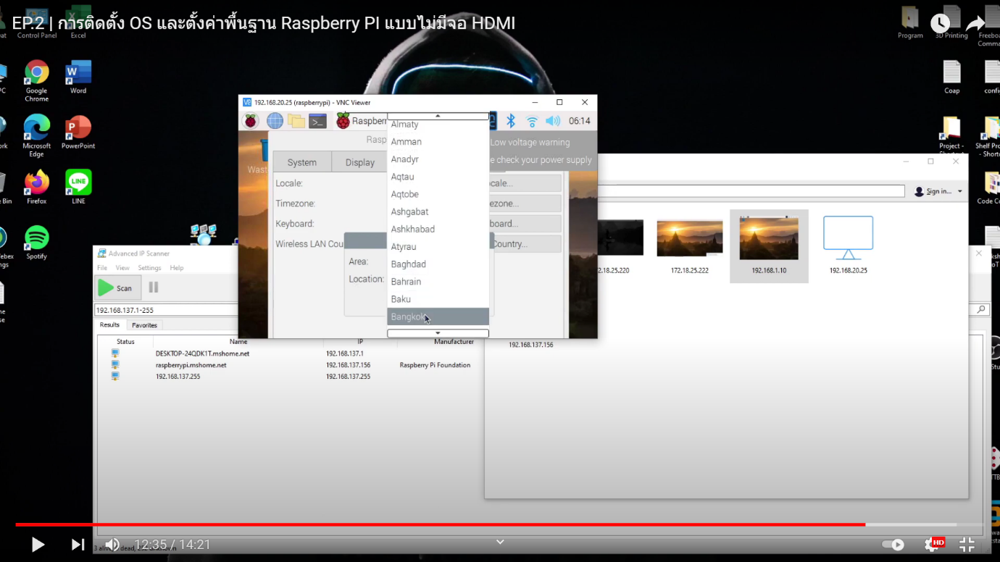 EP.2 | การติดตั้ง OS และตั้งค่าพื้นฐาน Raspberry PI แบบไม่มีจอ HDMI
Control Panel
Excel
Program
3D Printing
Google Chrome
Word
Coap
Microsoft Edge
PowerPoint
Project -
Shelf Pro
- Shortc
Firefox
LINE
Code Co
Spotify
192.168.20.25 (raspberrypi) - VNC Viewer
06:14
Low voltage warning
e check your power supply
System
Display
Locale:
Timezone:
Keyboard:
Wireless LAN Cou
ocale...
ezone...
board...
Country...
Area:
Location:
Almaty
Amman
Anadyr
Aqtau
Aqtobe
Ashgabat
Ashkhabad
Atyrau
Baghdad
Bahrain
Baku
Bangkok
Sign in...
172.18.25.222
192.168.1.10
192.168.20.25
192.168.137.156
Advanced IP Scanner
File View Settings Help
Scan
192.168.137.1-255
Results Favorites
Status Name IP Manufacturer
DESKTOP-24QDK1T.mshome.net 192.168.137.1
raspberrypi.mshome.net 192.168.137.156 Raspberry Pi Foundation
192.168.137.255 192.168.137.255
12:35 / 14:21
HD